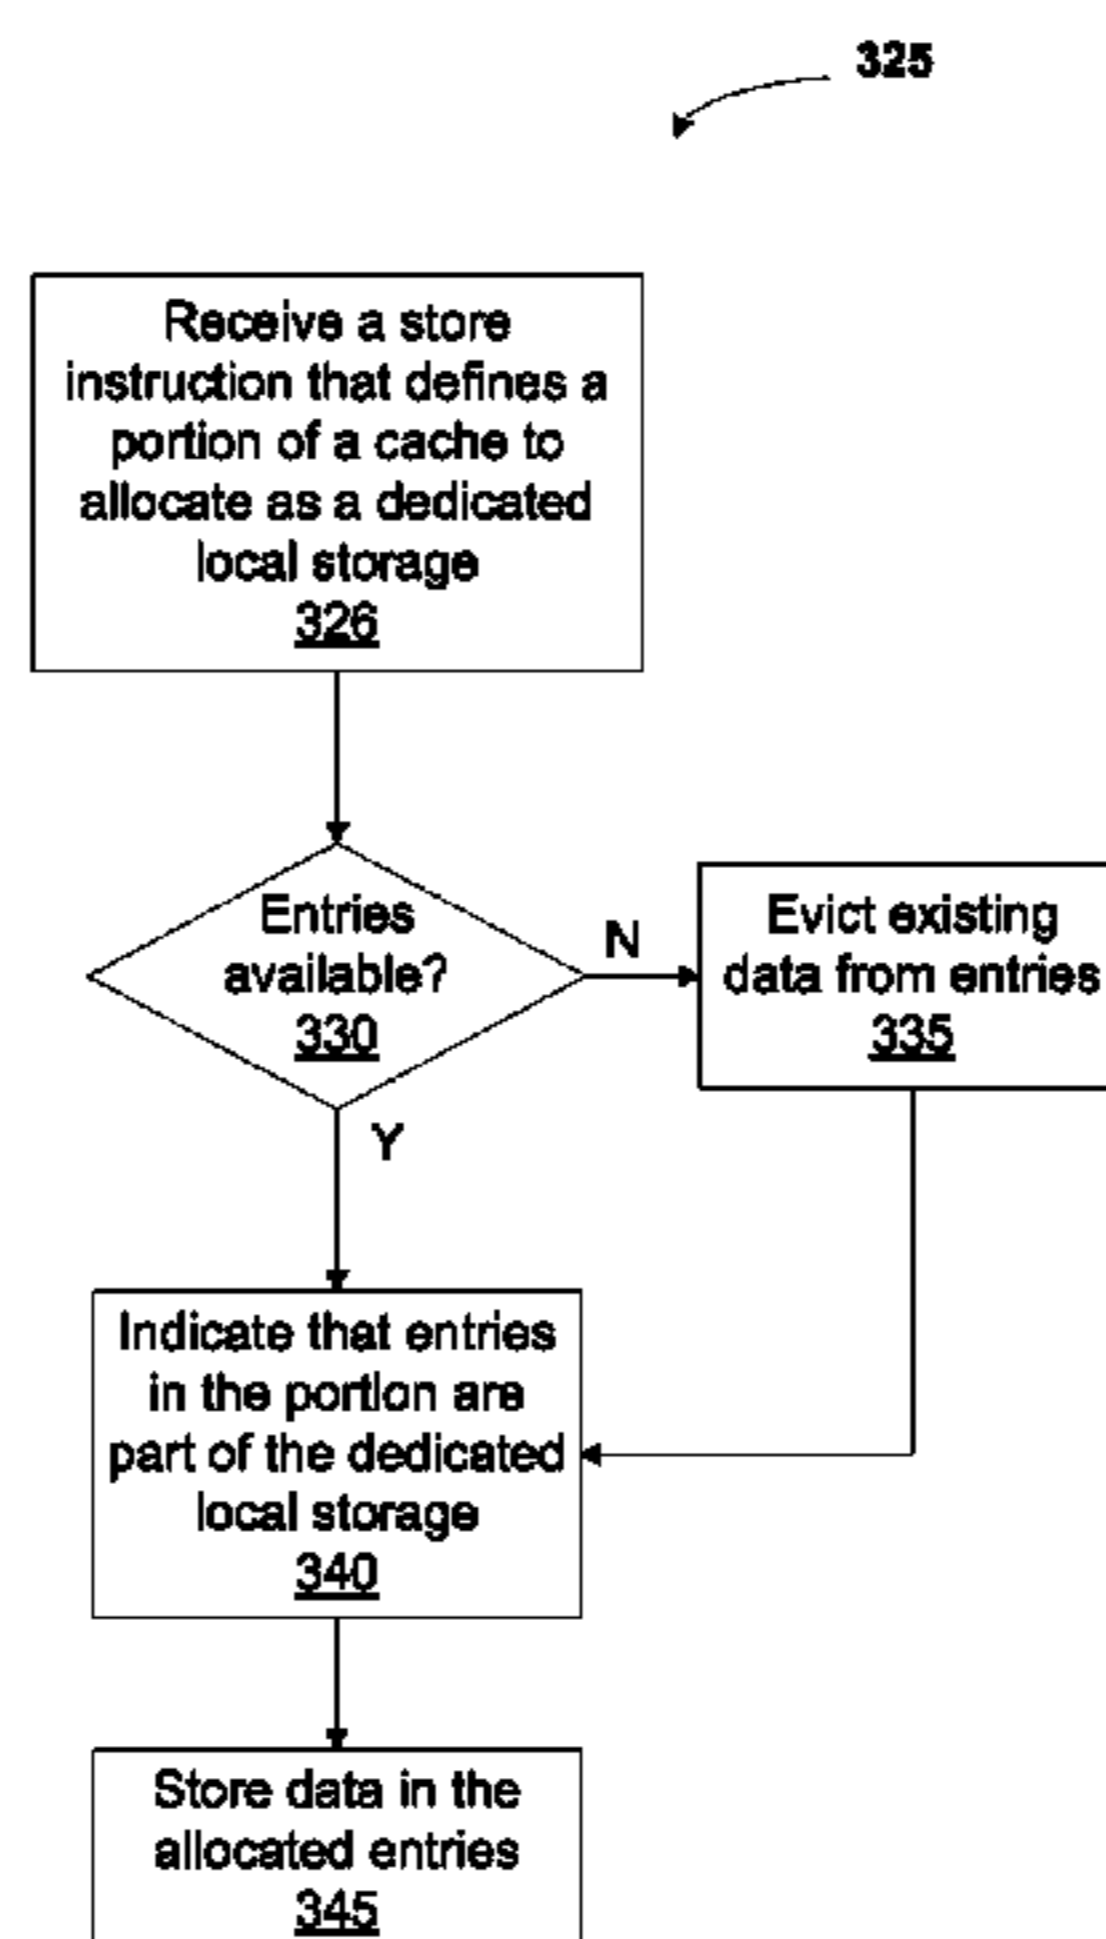 325
Receive a store
instruction that defines a
portion of a cache to
allocate as a dedicated
local storage
326
Entries
available?
330
N
Evict existing
data from entries
335
Y
Indicate that entries
in the portion are
part of the dedicated
local storage
340
Store data in the
allocated entries
345